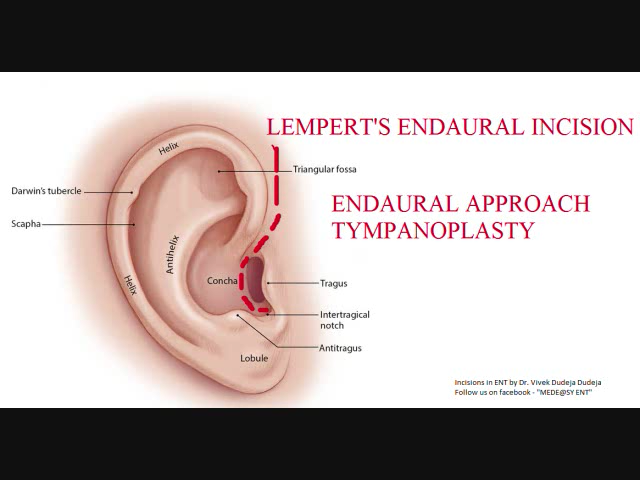 LEMPERT'S ENDAURAL INCISION
Helix
Triangular fossa
Darwin's tubercle
ENDAURAL APPROACH
TYMPANOPLASTY
Scapha
Antihelix
Concha
Tragus
Helix
Intertragical
notch
Antitragus
Lobule
Incisions in ENT by Dr. Vivek Dudeja Dudeja
Follow us on facebook - "MEDE@SY ENT"